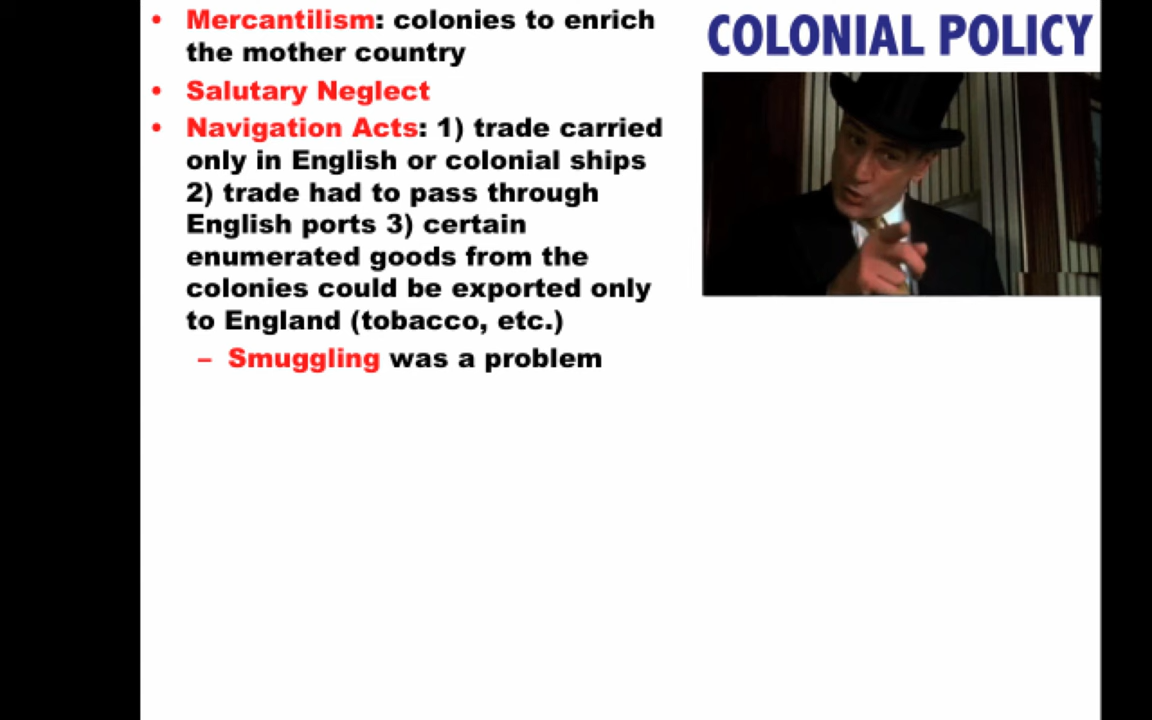 COLONIAL POLICY
• Mercantilism: colonies to enrich
the mother country
• Salutary Neglect
• Navigation Acts: 1) trade carried
only in English or colonial ships
2) trade had to pass through
English ports 3) certain
enumerated goods from the
colonies could be exported only
to England (tobacco, etc.)
– Smuggling was a problem